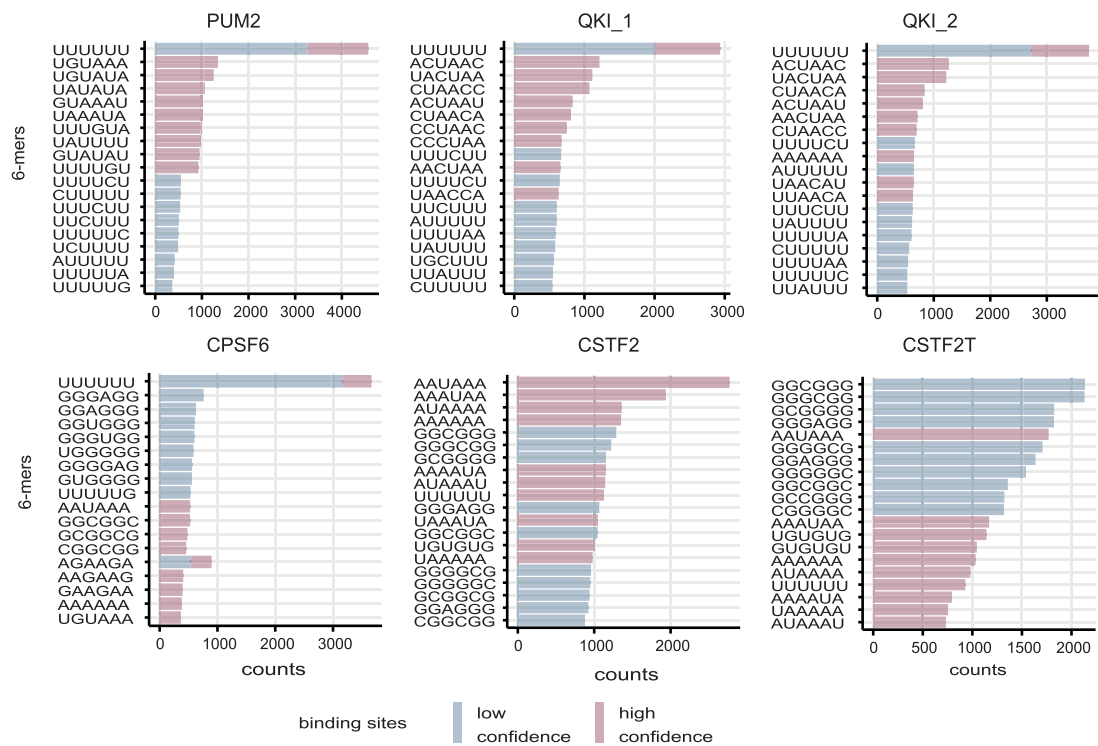 PUM2
QKI_1
QKI_2
6-mers
UUUUUU
UGUAAA
UGUAUA
UAUAUA
GUAAAU
UAAAUA
UUUGUA
UAUUUU
GUAUAU
UUUUGU
UUUUCU
CUUUUU
UUUCUU
UUCUUU
UUUUUC
UCUUUU
AUUUUU
UUUUUA
UUUUUG
0 1000 2000 3000 4000
UUUUUU
ACUAAC
UACUAA
CUAACC
ACUAAU
CUAACA
CCUAAC
CCCUAA
UUUCUU
AACUAA
UUUUCU
UAACCA
UUCUUU
AUUUUU
UUUUAA
UAUUUU
UGCUUU
UUAUUU
CUUUUU
0 1000 2000 3000
UUUUUU
ACUAAC
UACUAA
CUAACA
ACUAAU
AACUAA
CUAACC
UUUUCU
AAAAAA
AUUUUU
UAACAU
UUAACA
UUUCUU
UAUUUU
UUUUUA
CUUUUU
UUUUAA
UUUUUC
UUAUUU
0 1000 2000 3000
CPSF6
CSTF2
CSTF2T
6-mers
UUUUUU
GGGAGG
GGAGGG
GGUGGG
GGGUGG
UGGGGG
GGGGAG
GUGGGG
UUUUUG
AAUAAA
GGCGGC
GCGGCG
CGGCGG
AGAAGA
AAGAAG
GAAGAA
AAAAAA
UGUAAA
0 1000 2000 3000
counts
AAUAAA
AAAUAA
AUAAAA
AAAAAA
GGCGGG
GGGCGG
GCGGGG
AAAAUA
AUAAAU
UUUUUU
GGGAGG
UAAAUA
GGCGGC
UGUGUG
UAAAAA
GGGGCG
GGGGGC
GCGGCG
GGAGGG
CGGCGG
0 1000 2000
counts
GGCGGG
GGGCGG
GCGGGG
GGGAGG
AAUAAA
GGGGCG
GGAGGG
GGGGGC
GGCGGC
GCCGGG
CGGGGC
AAAUAA
UGUGUG
GUGUGU
AAAAAA
AUAAAA
UUUUUU
AAAAUA
UAAAAA
AUAAAU
0 500 1000 1500 2000
counts
binding sites
low
confidence
high
confidence